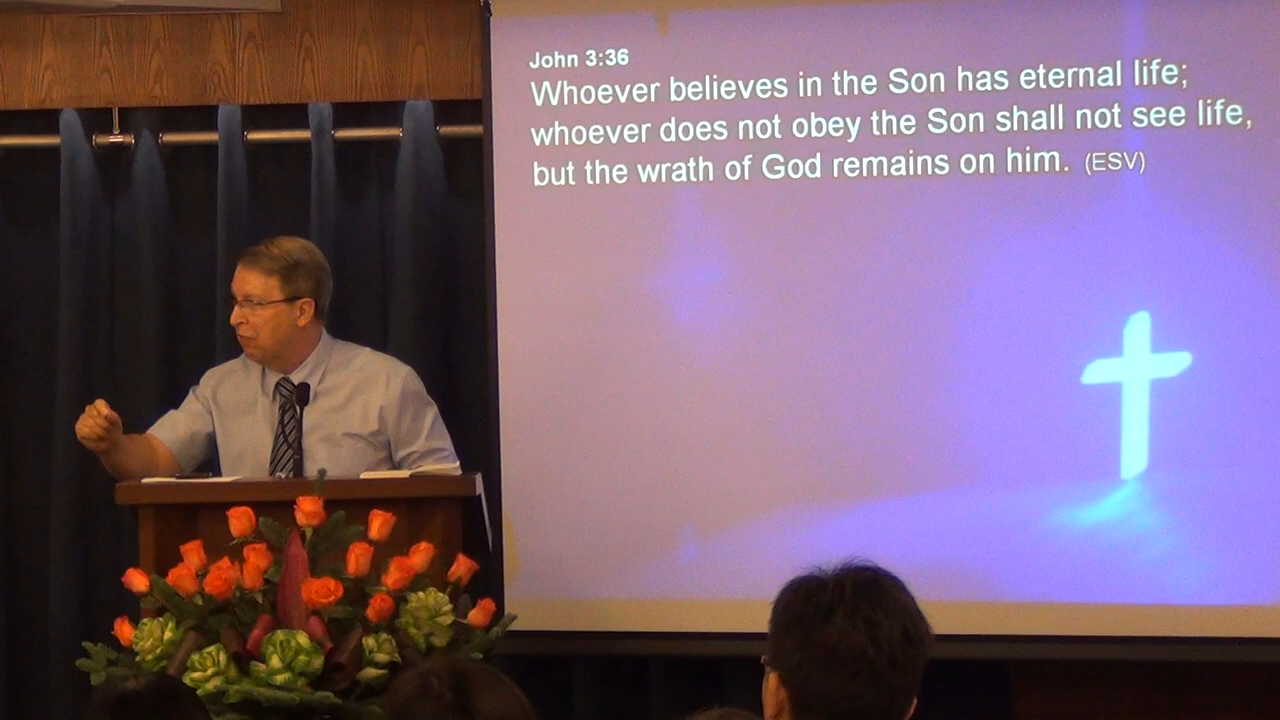 John 3:36
Whoever believes in the Son has eternal life;
whoever does not obey the Son shall not see life,
but the wrath of God remains on him. (ESV)